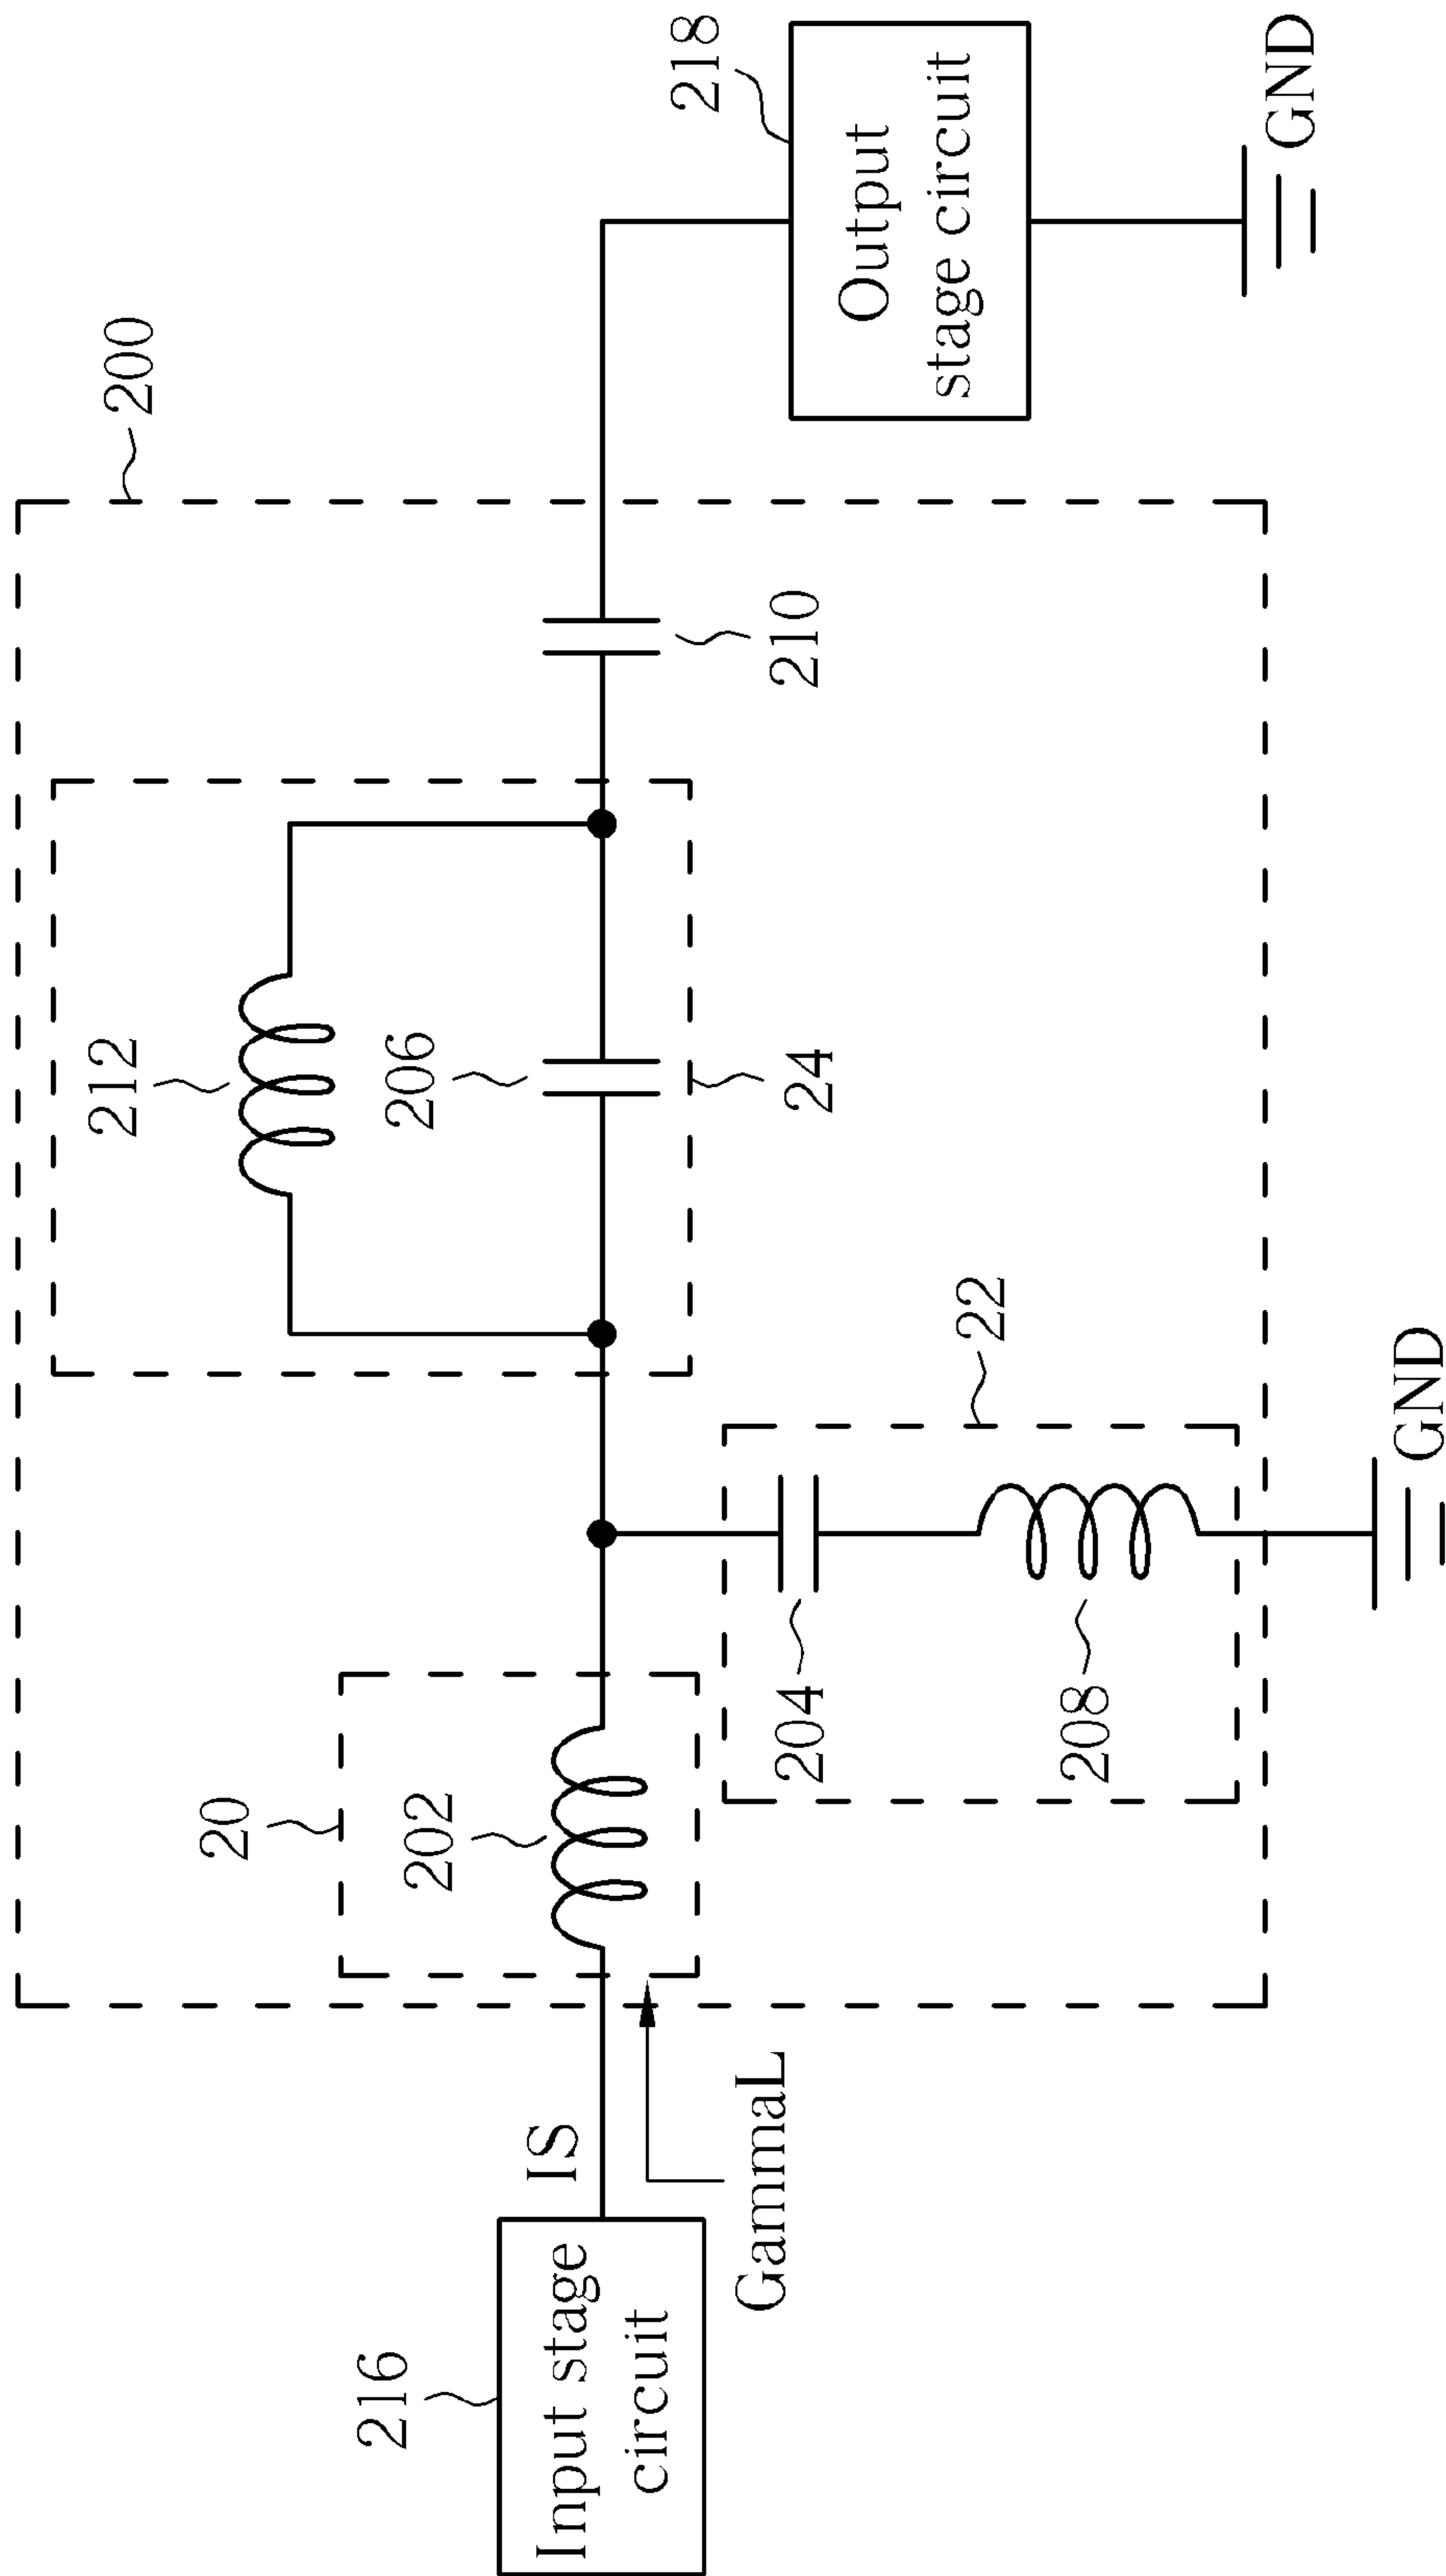 200
212
206
24
210
218
Output
stage circuit
GND
20
202
204
208
22
GND
216
Input stage
circuit
IS
GammaL